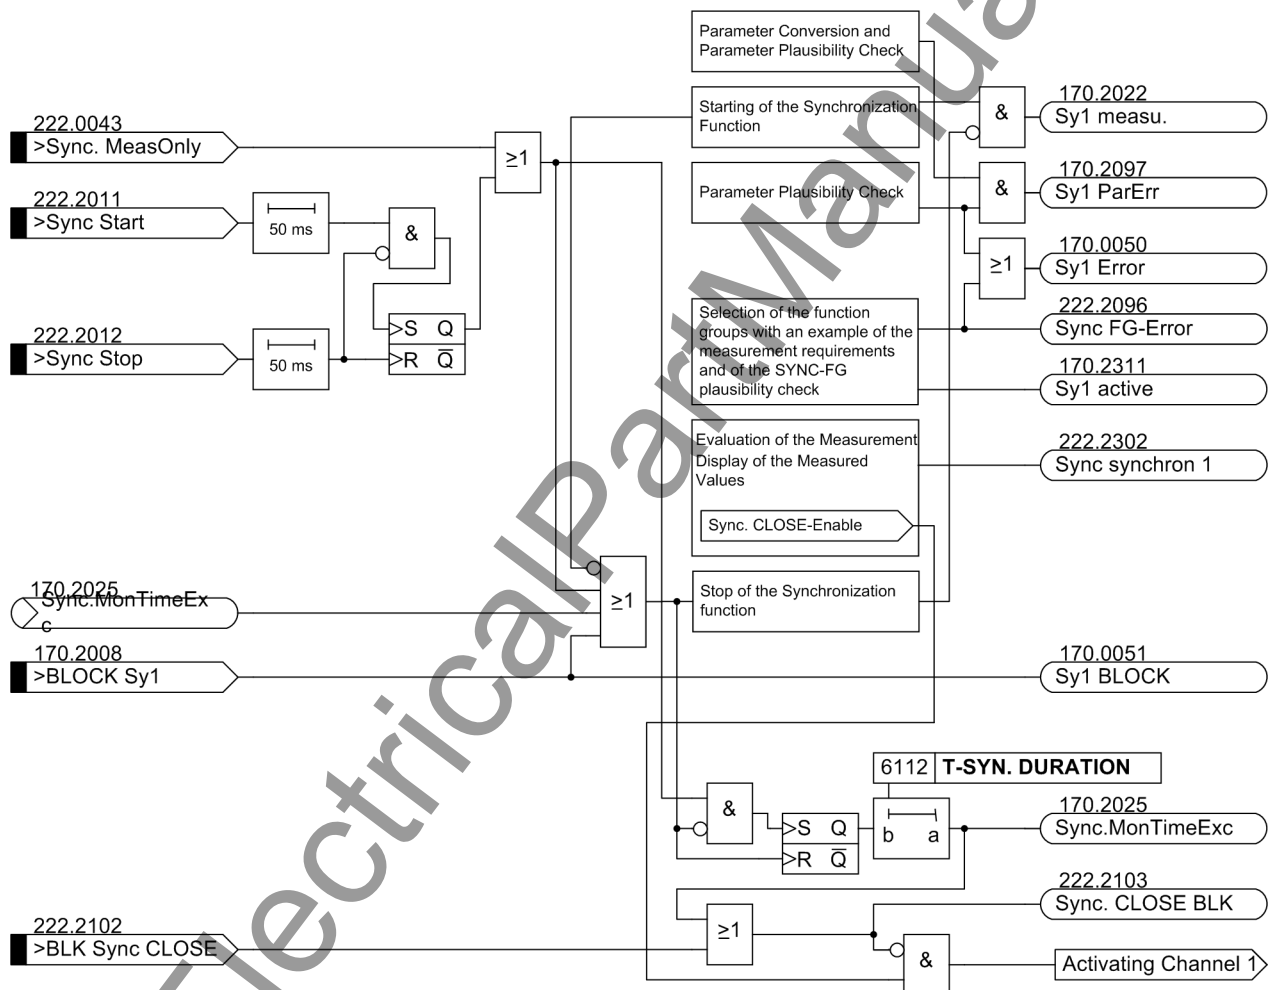 Parameter Conversion and
Parameter Plausibility Check
Starting of the Synchronization
Function
&
170.2022
Sy1 measu.
222.0043
>Sync. MeasOnly
≥1
Parameter Plausibility Check
&
170.2097
Sy1 ParErr
222.2011
>Sync Start
50 ms
&
≥1
170.0050
Sy1 Error
222.2012
>Sync Stop
50 ms
S Q
R Q̅
Selection of the function
groups with an example of the
measurement requirements
and of the SYNC-FG
plausibility check
222.2096
Sync FG-Error
170.2311
Sy1 active
Evaluation of the Measurement
Display of the Measured
Values
222.2302
Sync synchron 1
Sync. CLOSE-Enable
170.2025
Sync.MonTimeEx
c
≥1
Stop of the Synchronization
function
170.2008
>BLOCK Sy1
170.0051
Sy1 BLOCK
6112 T-SYN. DURATION
&
S Q
R Q̅
b a
170.2025
Sync.MonTimeExc
222.2103
Sync. CLOSE BLK
222.2102
>BLK Sync CLOSE
≥1
&
Activating Channel 1
ElectricalPartManua